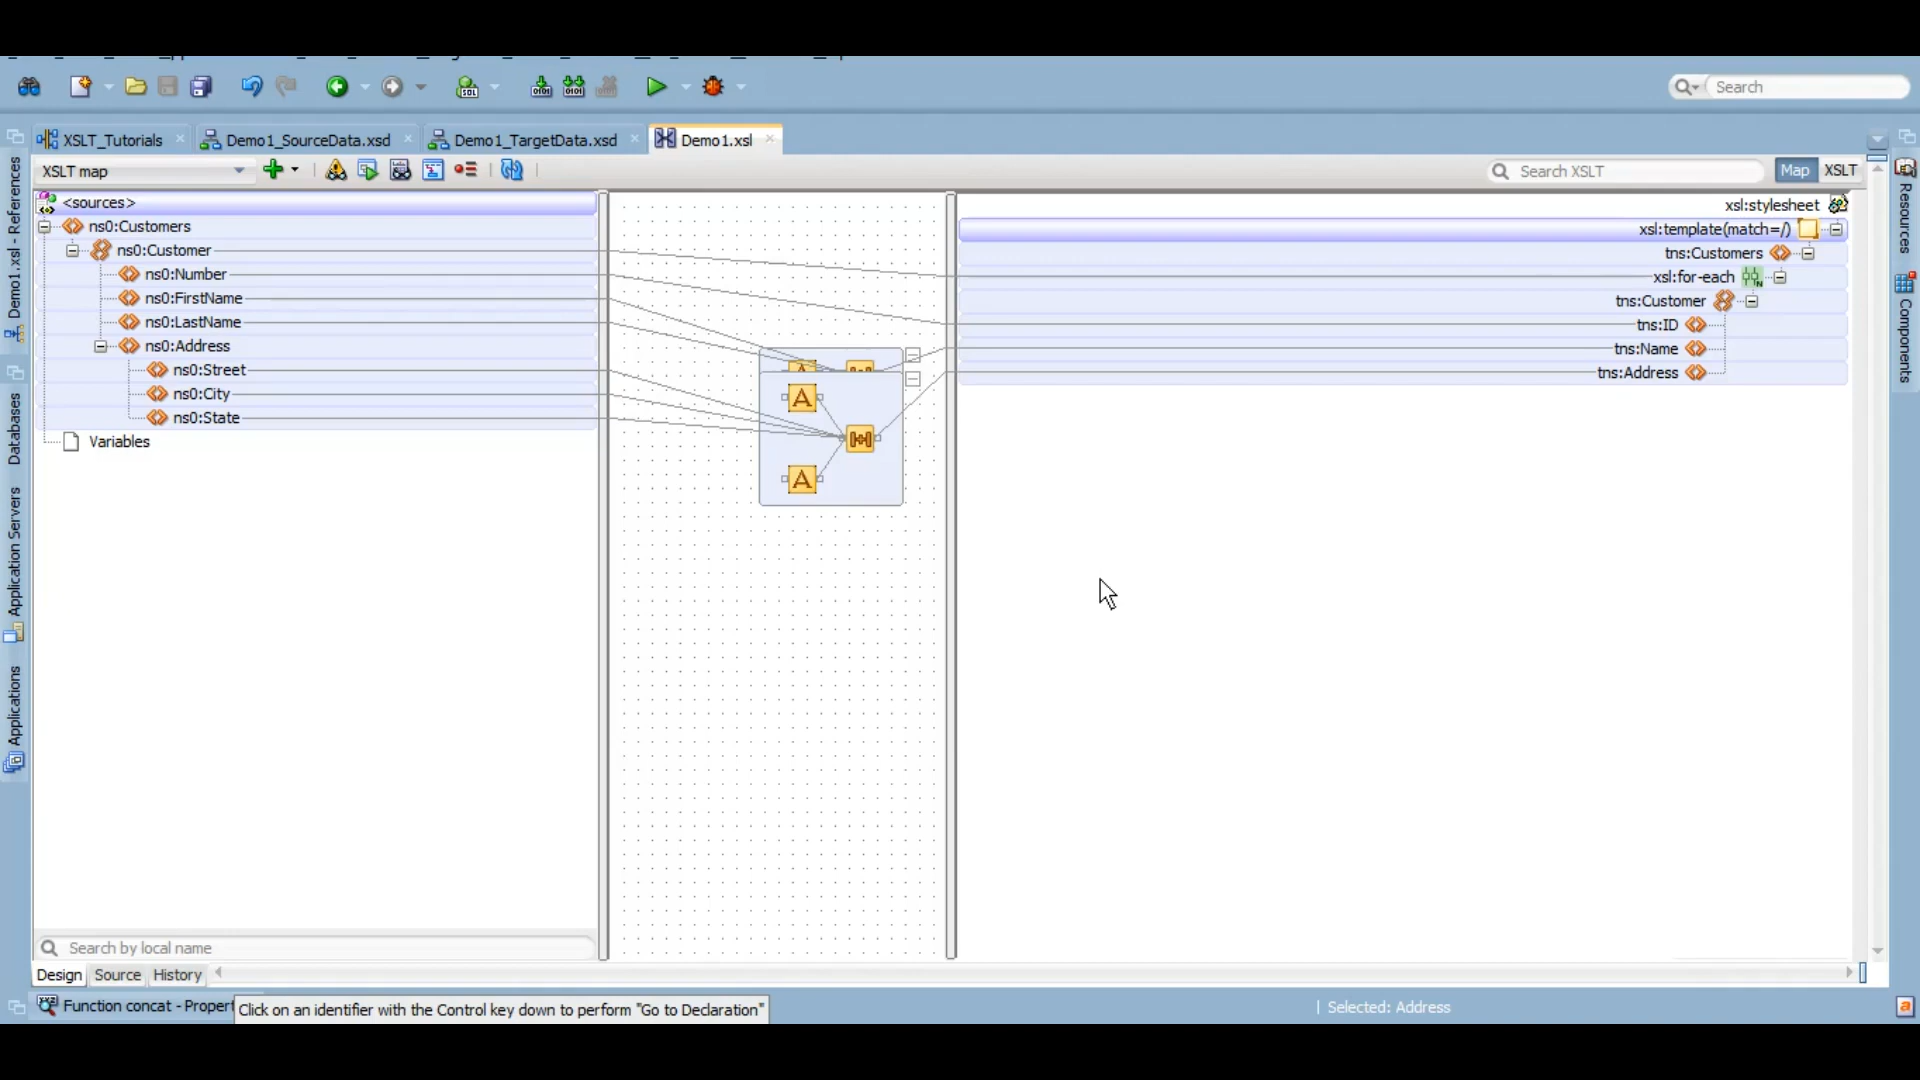 Search
XSLT_Tutorials
Demo1_SourceData.xsd
Demo1_TargetData.xsd
Demo1.xsl
XSLT map
Search XSLT
Map
XSLT
<sources>
ns0:Customers
ns0:Customer
ns0:Number
ns0:FirstName
ns0:LastName
ns0:Address
ns0:Street
ns0:City
ns0:State
Variables
A
A
xsl:stylesheet
xsl:template(match=/)
tns:Customers
xsl:for-each
tns:Customer
tns:ID
tns:Name
tns:Address
Demo1.xsl - References
Databases
Application Servers
Applications
Resources
Components
Search by local name
Design
Source
History
Function concat - Propert
Click on an identifier with the Control key down to perform "Go to Declaration"
Selected: Address